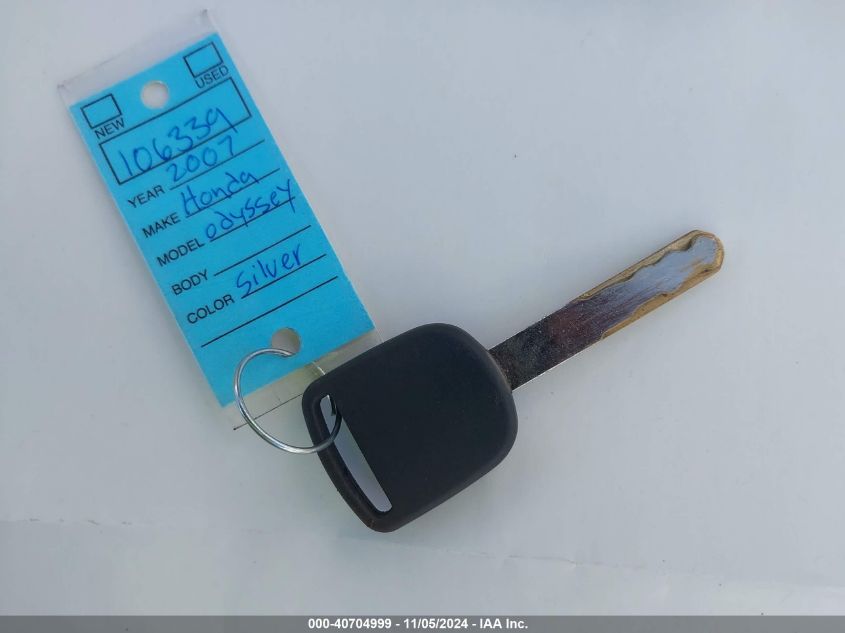 NEW USED
106339
YEAR 2007
MAKE Honda
MODEL odyssey
BODY
COLOR Silver
000-40704999 - 11/05/2024 - IAA Inc.